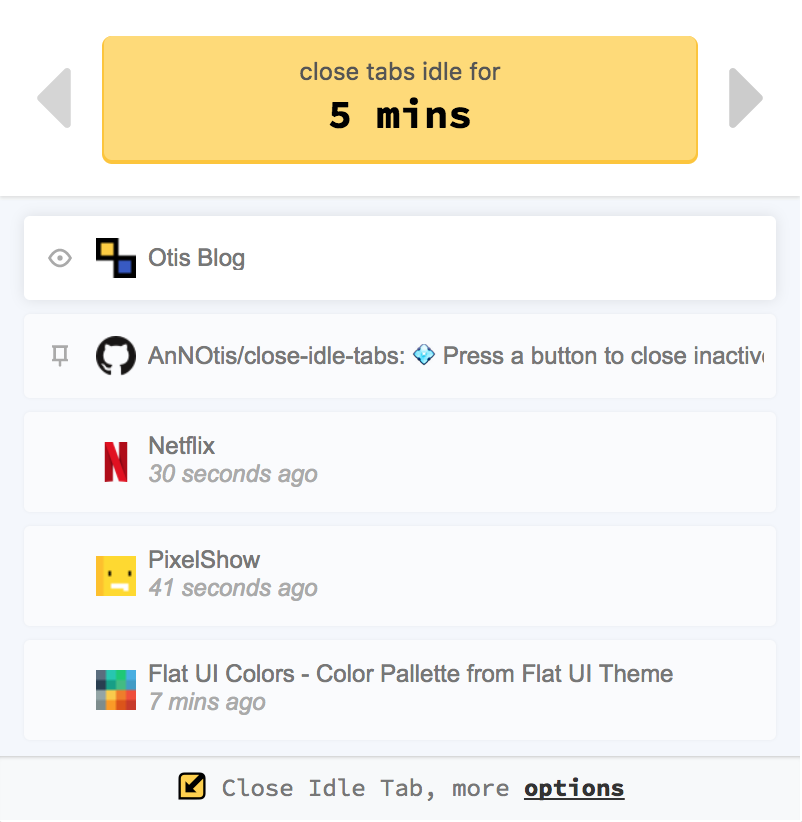 close tabs idle for
5 mins
Otis Blog
AnNOtis/close-idle-tabs: 💠 Press a button to close inactive
Netflix
30 seconds ago
PixelShow
41 seconds ago
Flat UI Colors - Color Pallette from Flat UI Theme
7 mins ago
Close Idle Tab, more options